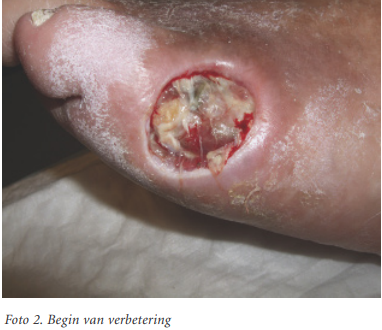 Foto 2. Begin van verbetering